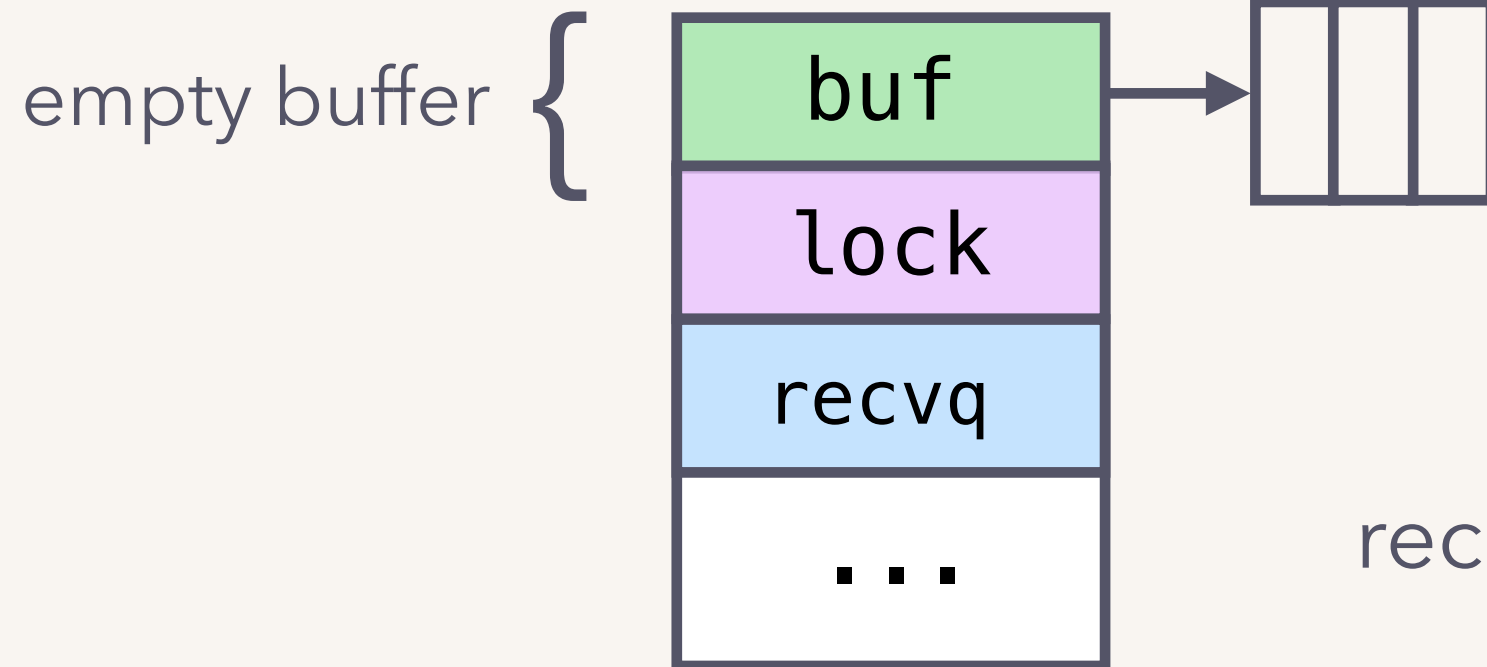 empty buffer
buf
lock
recvq
...
rec